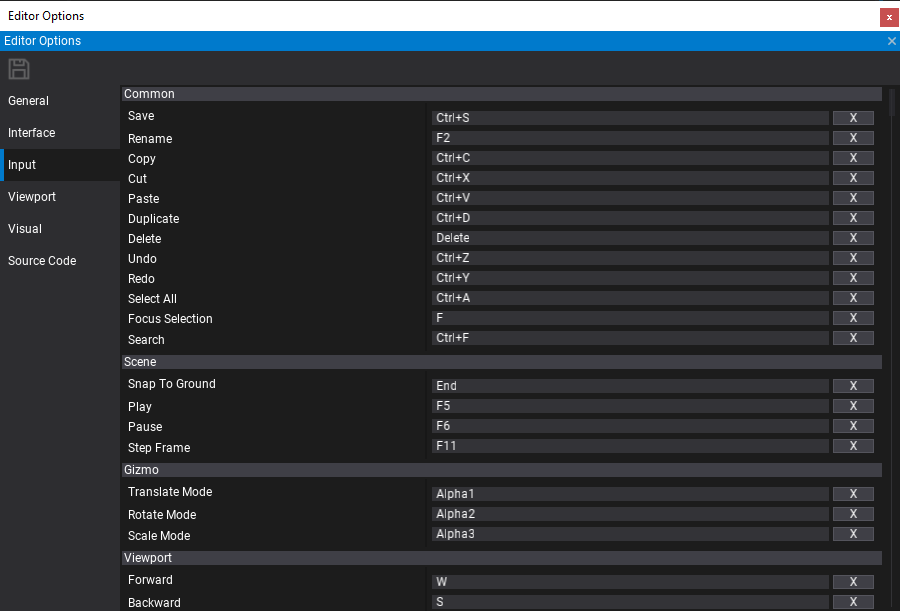 Editor Options
x
Editor Options ×
General
Interface
Input
Viewport
Visual
Source Code
Common
Save Ctrl+S X
Rename F2 X
Copy Ctrl+C X
Cut Ctrl+X X
Paste Ctrl+V X
Duplicate Ctrl+D X
Delete Delete X
Undo Ctrl+Z X
Redo Ctrl+Y X
Select All Ctrl+A X
Focus Selection F X
Search Ctrl+F X
Scene
Snap To Ground End X
Play F5 X
Pause F6 X
Step Frame F11 X
Gizmo
Translate Mode Alpha1 X
Rotate Mode Alpha2 X
Scale Mode Alpha3 X
Viewport
Forward W X
Backward S X